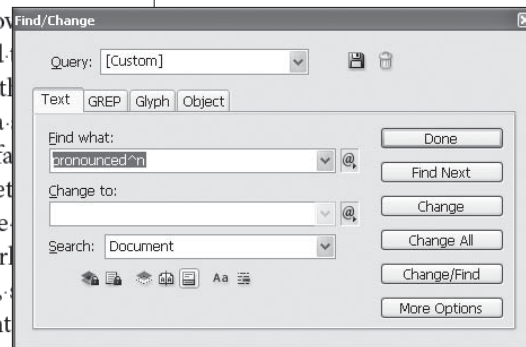 Find/Change
Query: [Custom]
Text GREP Glyph Object
Find what:
pronounced^n
Change to:
Search: Document
Done
Find Next
Change
Change All
Change/Find
More Options